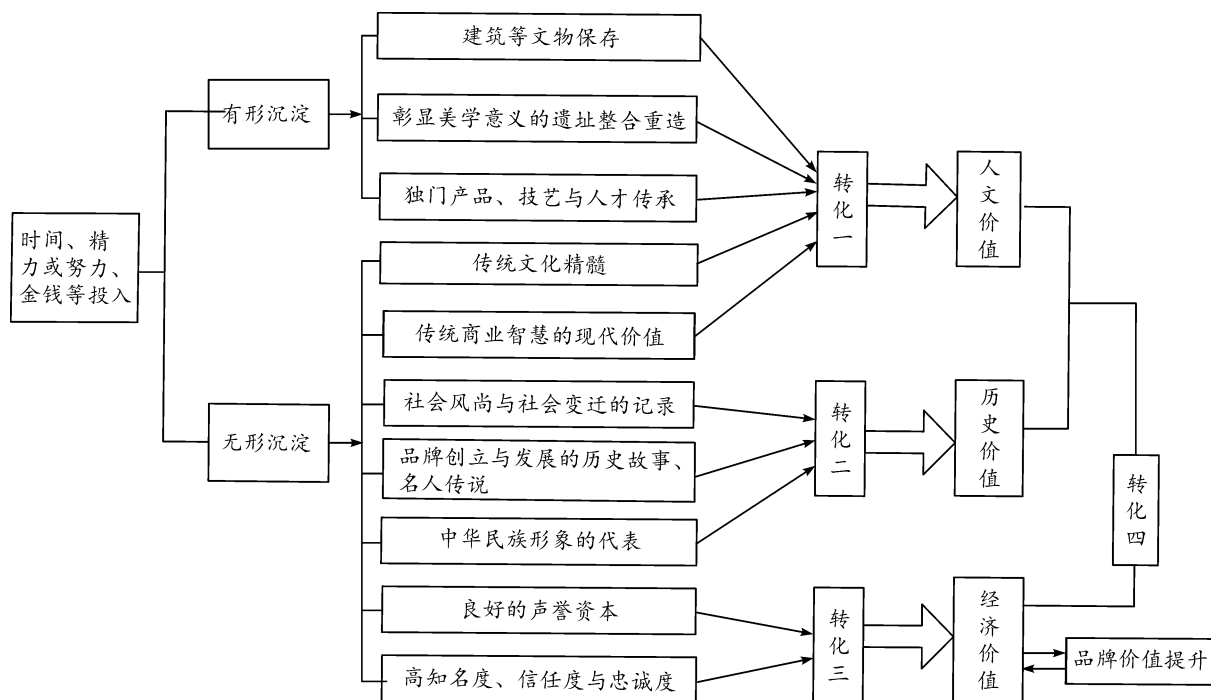 时间、精
力或努力、
金钱等投入
有形沉淀
无形沉淀
建筑等文物保存
彰显美学意义的遗址整合重造
独门产品、技艺与人才传承
传统文化精髓
传统商业智慧的现代价值
社会风尚与社会变迁的记录
品牌创立与发展的历史故事、
名人传说
中华民族形象的代表
良好的声誉资本
高知名度、信任度与忠诚度
转化一
转化二
转化三
人文价值
历史价值
经济价值
转化四
品牌价值提升